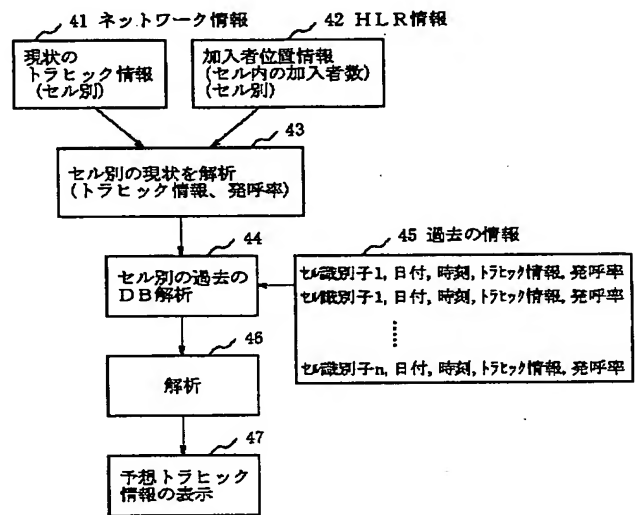 41 ネットワーク情報
42 HLR情報
現状の
トラヒック情報
(セル別)
加入者位置情報
(セル内の加入者数)
(セル別)
43
セル別の現状を解析
(トラヒック情報、発呼率)
44
セル別の過去の
DB解析
45 過去の情報
セル識別子1, 日付, 時刻, トラヒック情報, 発呼率
セル識別子1, 日付, 時刻, トラヒック情報, 発呼率
……
セル識別子n, 日付, 時刻, トラヒック情報, 発呼率
46
解析
47
予想トラヒック
情報の表示